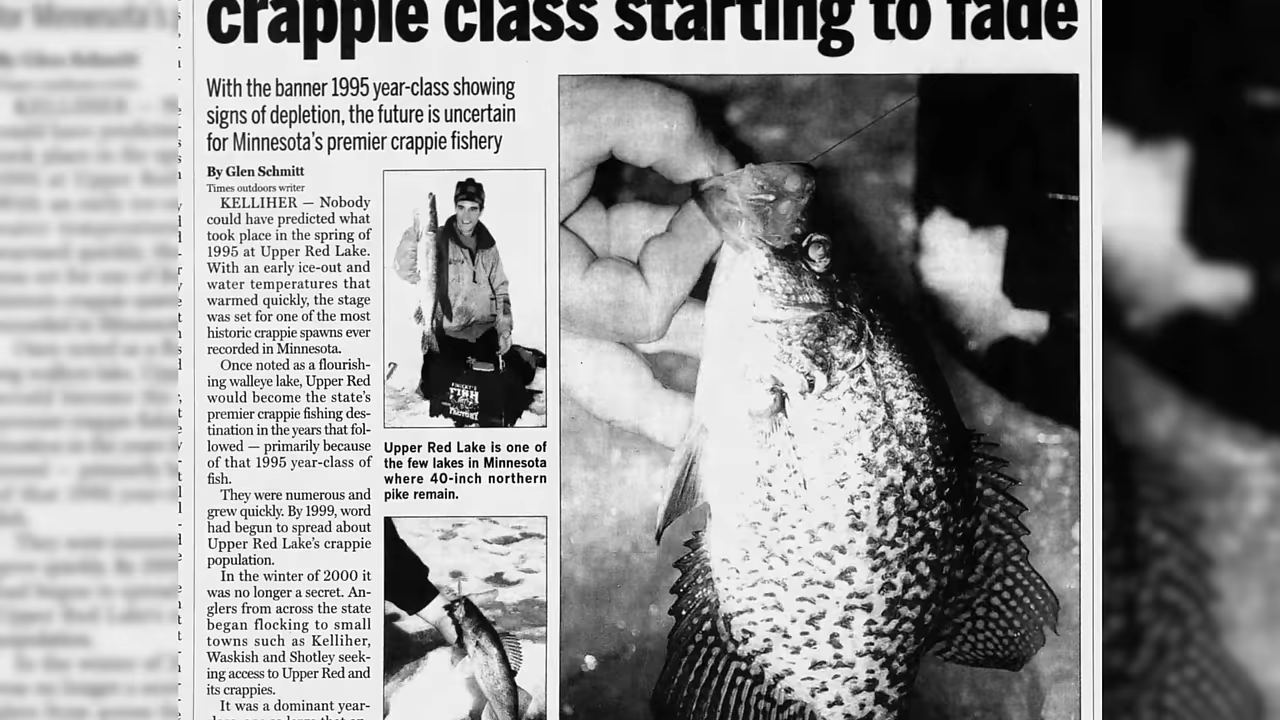 crappie class starting to fade
With the banner 1995 year-class showing
signs of depletion, the future is uncertain
for Minnesota's premier crappie fishery
By Glen Schmitt
Times outdoors writer
KELLIHER — Nobody
could have predicted what
took place in the spring of
1995 at Upper Red Lake.
With an early ice-out and
water temperatures that
warmed quickly, the stage
was set for one of the most
historic crappie spawns ever
recorded in Minnesota.
Once noted as a flourish-
ing walleye lake, Upper Red
would become the state's
premier crappie fishing des-
tination in the years that fol-
lowed — primarily because
of that 1995 year-class of
fish.
They were numerous and
grew quickly. By 1999, word
had begun to spread about
Upper Red Lake's crappie
population.
In the winter of 2000 it
was no longer a secret. An-
glers from across the state
began flocking to small
towns such as Kelliher,
Waskish and Shotley seek-
ing access to Upper Red and
its crappies.
It was a dominant year-
FISH
FACTORY
Upper Red Lake is one of
the few lakes in Minnesota
where 40-inch northern
pike remain.